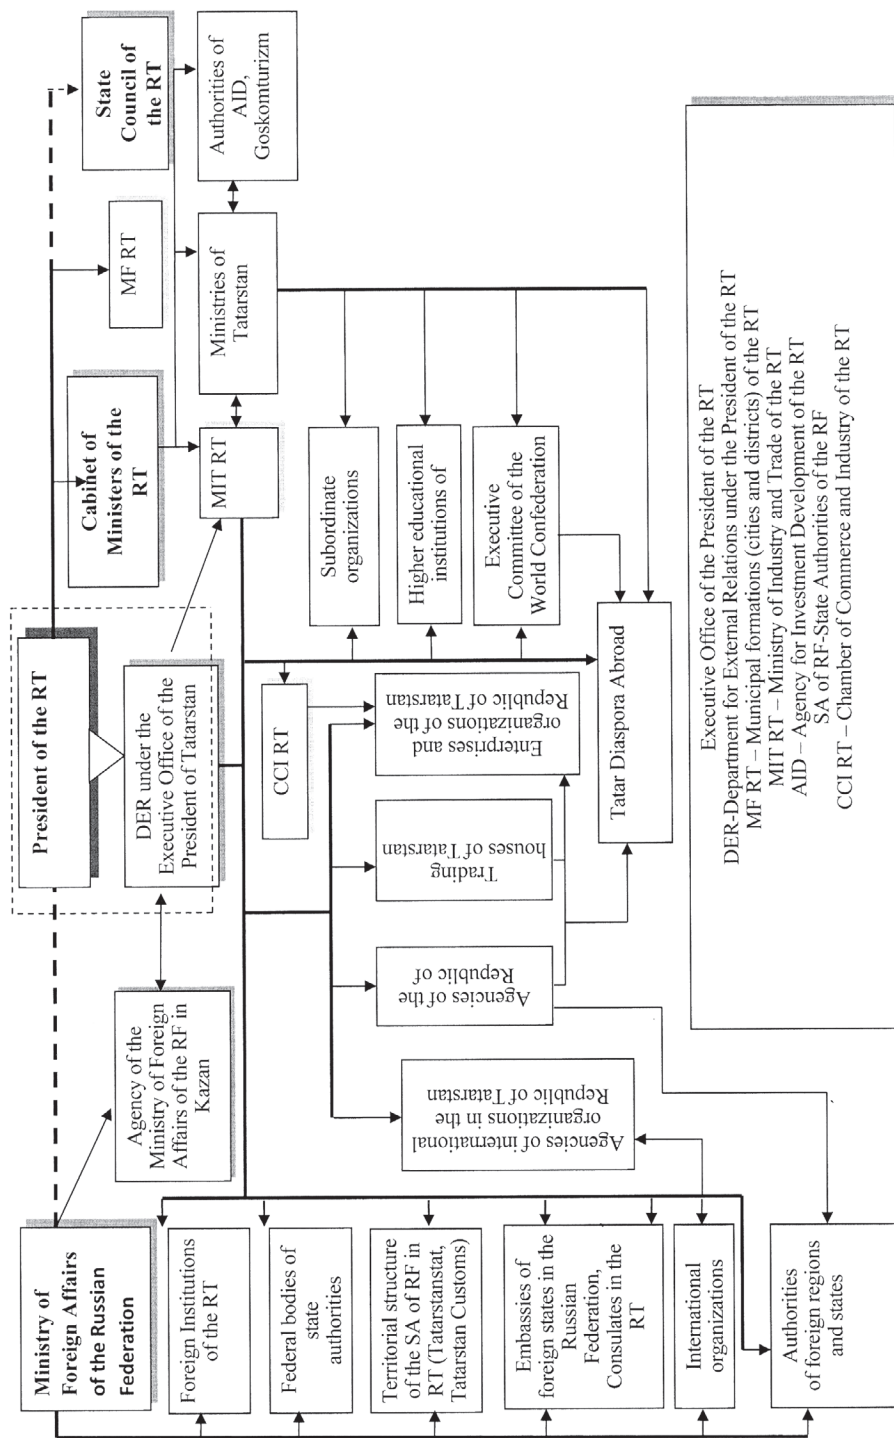 Ministry of
Foreign Affairs
of the Russian
Federation
President of the RT
Cabinet of
Ministers of the
RT
MF RT
State
Council of
the RT
Agency of the
Ministry of Foreign
Affairs of the RF in
Kazan
DER under the
Executive Office of the
President of Tatarstan
MIT RT
Ministries of
Tatarstan
Authorities of
AID,
Goskomturizm
Foreign Institutions
of the RT
Federal bodies of
state
authorities
Territorial structure
of the SA of RF in
RT (Tatarstanstat,
Tatarstan Customs)
Embassies of
foreign states in the
Russian
Federation,
Consulates in the
RT
International
organizations
Authorities
of foreign regions
and states
Agencies of international
organizations in the
Republic of Tatarstan
Agencies of the
Republic of
Trading
houses of Tatarstan
CCI RT
Enterprises and
organizations of the
Republic of Tatarstan
Subordinate
organizations
Higher educational
institutions of
Executive
Committee of the
World Confederation
Tatar Diaspora Abroad
Executive Office of the President of the RT
DER-Department for External Relations under the President of the RT
MF RT – Municipal formations (cities and districts) of the RT
MIT RT – Ministry of Industry and Trade of the RT
AID – Agency for Investment Development of the RT
SA of RF-State Authorities of the RF
CCI RT – Chamber of Commerce and Industry of the RT